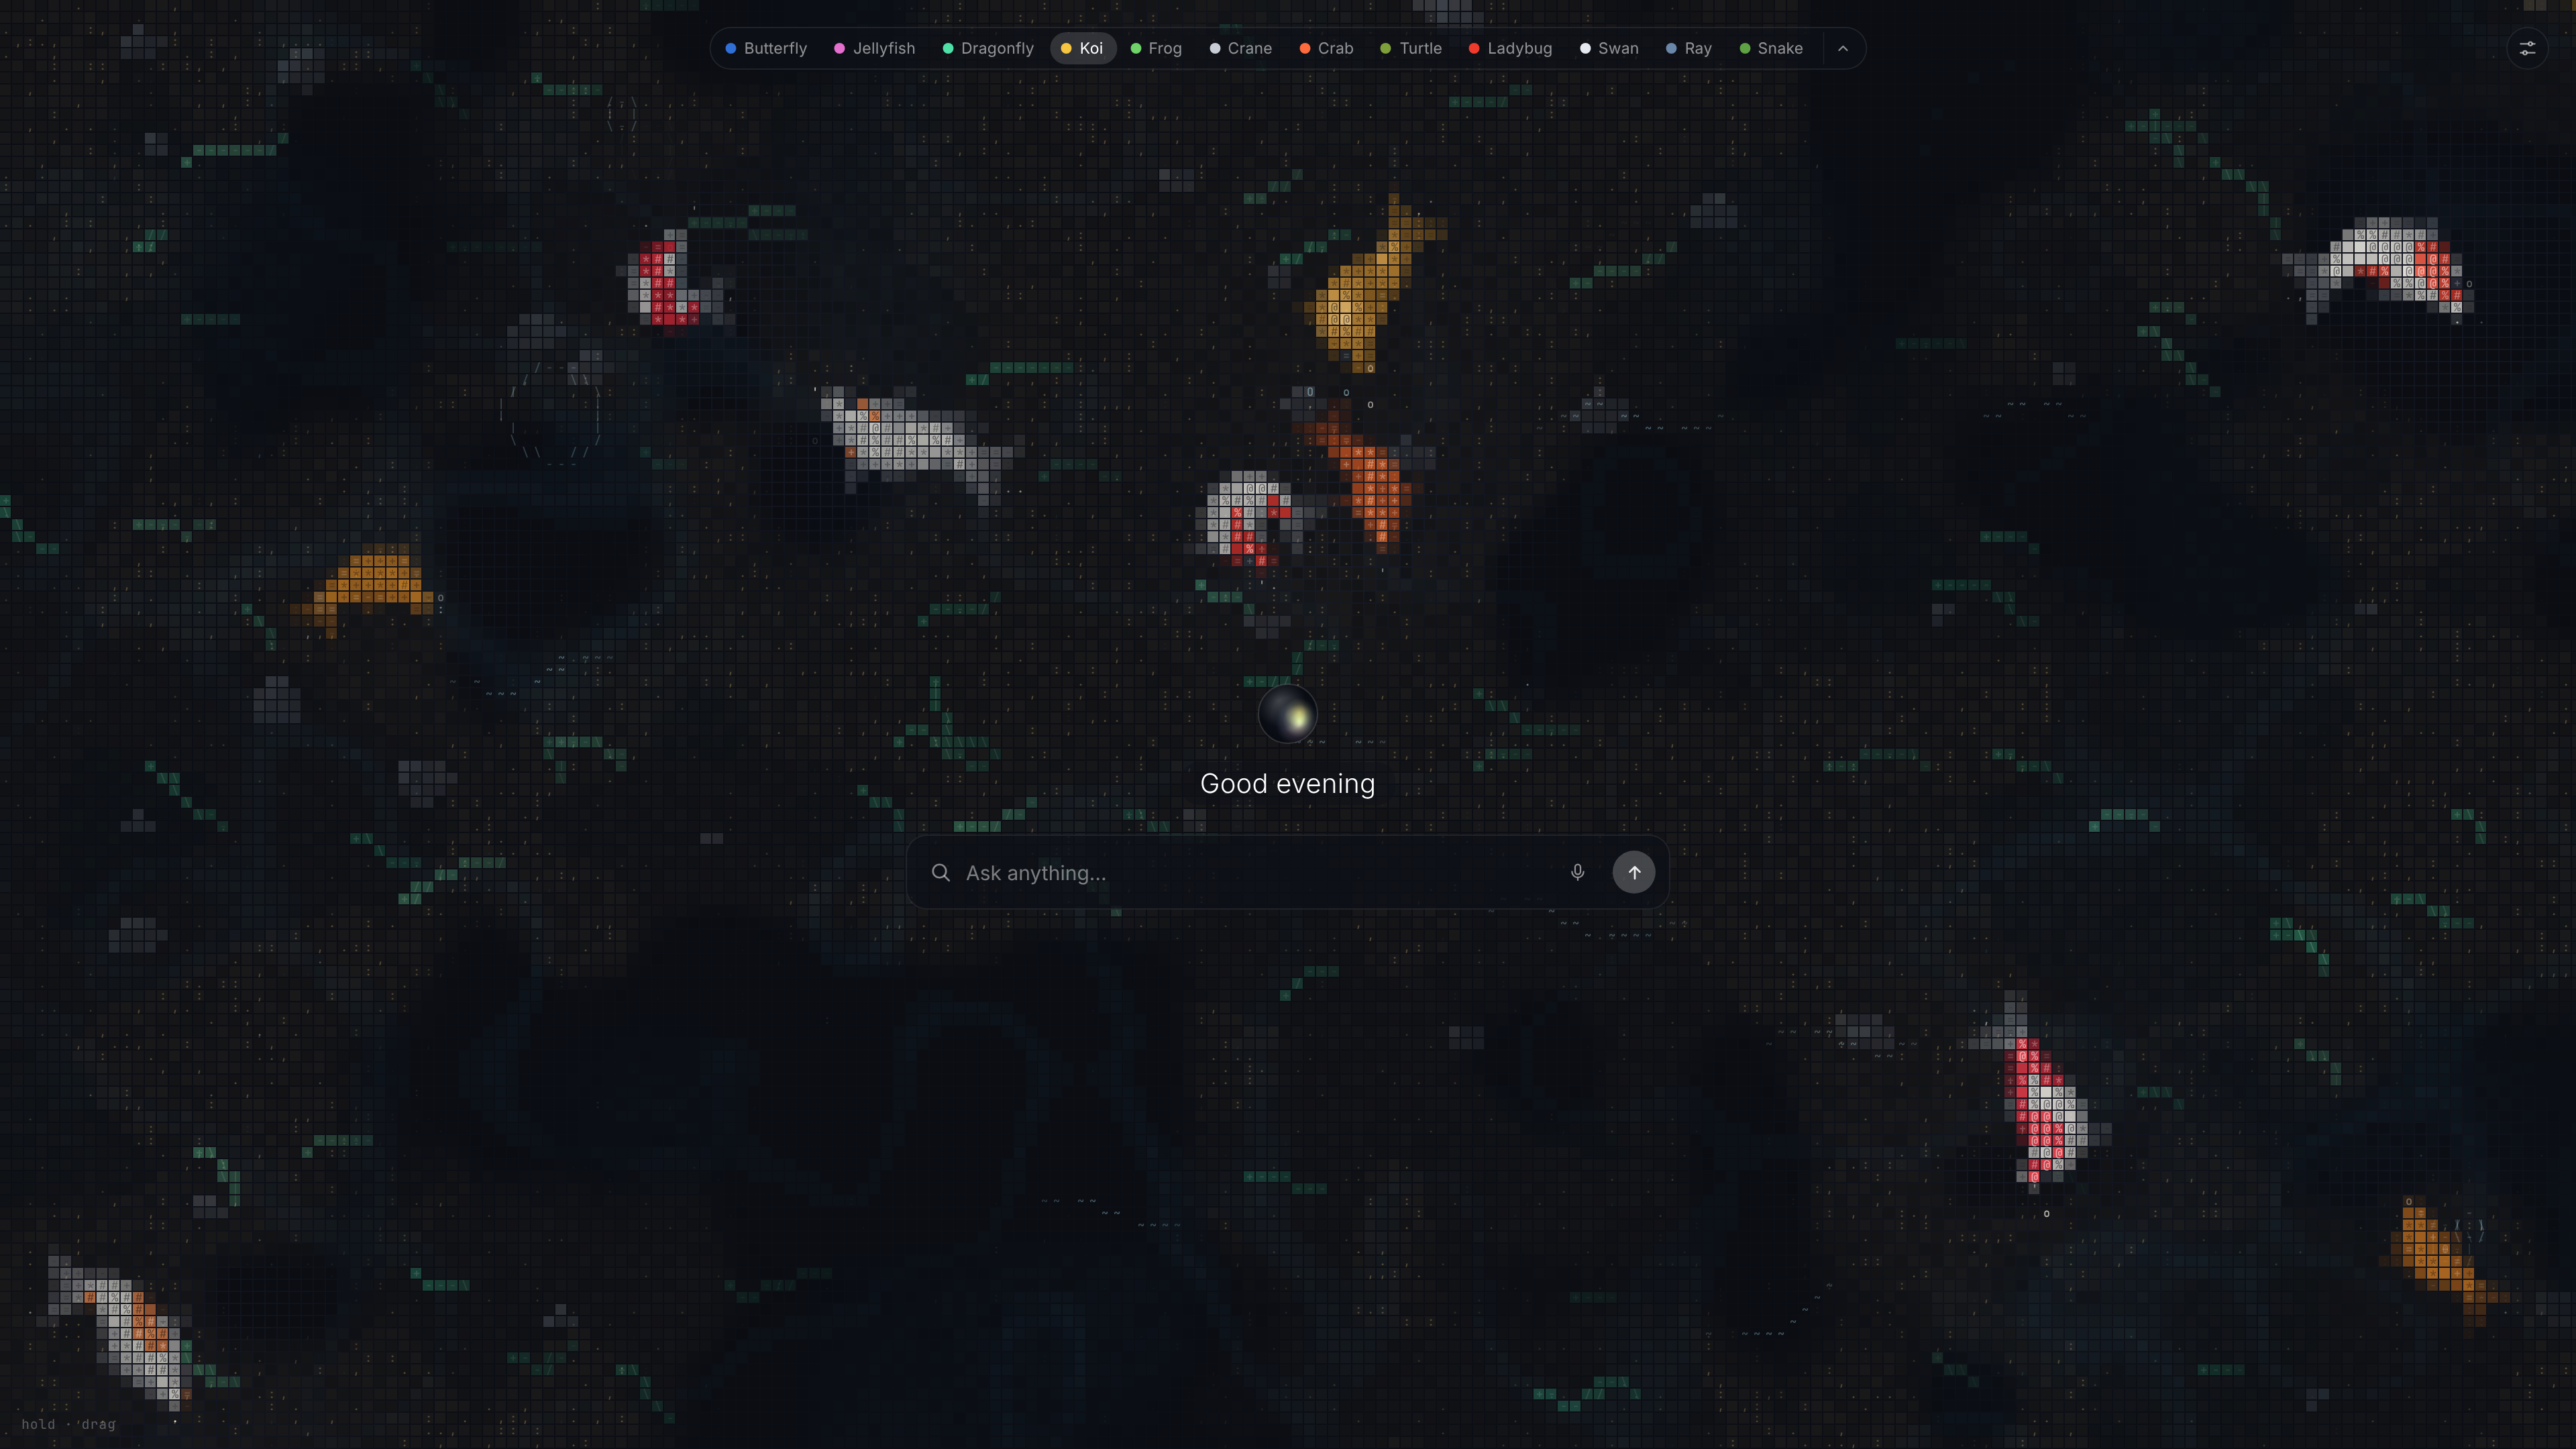 Butterfly Jellyfish Dragonfly Koi Frog Crane Crab Turtle Ladybug Swan Ray Snake
Good evening
Ask anything...
hold · drag